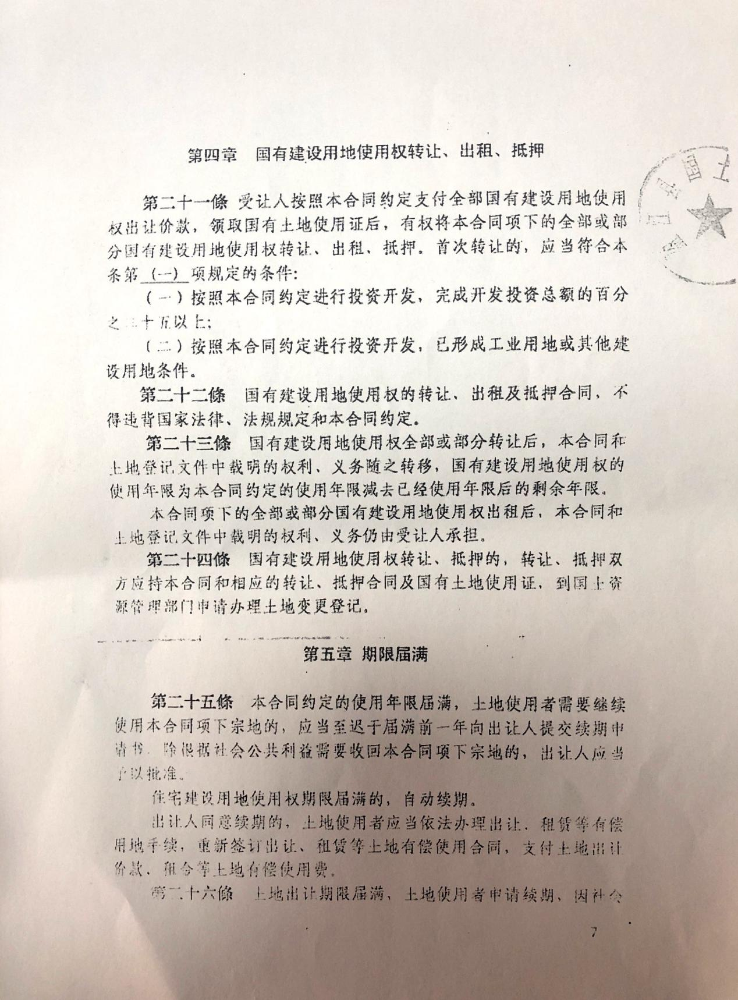 第四章 国有建设用地使用权转让、出租、抵押
第二十一條 受让人按照本合同约定支付全部国有建设用地使用
权出让价款，领取国有土地使用证后，有权将本合同项下的全部或部
分国有建设用地使用权转让、出租、抵押。首次转让的，应当符合本
条第 (一) 项规定的条件：
（一）按照本合同约定进行投资开发，完成开发投资总额的百分
之二十五以上；
（二）按照本合同约定进行投资开发，已形成工业用地或其他建
设用地条件。
第二十二條 国有建设用地使用权的转让、出租及抵押合同，不
得违背国家法律、法规规定和本合同约定。
第二十三條 国有建设用地使用权全部或部分转让后，本合同和
土地登记文件中载明的权利、义务随之转移，国有建设用地使用权的
使用年限为本合同约定的使用年限减去已经使用年限后的剩余年限。
本合同项下的全部或部分国有建设用地使用权出租后，本合同和
土地登记文件中载明的权利、义务仍由受让人承担。
第二十四條 国有建设用地使用权转让、抵押的，转让、抵押双
方应持本合同和相应的转让、抵押合同及国有土地使用证，到国土资
源管理部门申请办理土地变更登记。
第五章 期限届满
第二十五條 本合同约定的使用年限届满，土地使用者需要继续
使用本合同项下宗地的，应当至迟于届满前一年向出让人提交续期申
请书，除根据社会公共利益需要收回本合同项下宗地的，出让人应当
予以批准。
住宅建设用地使用权期限届满的，自动续期。
出让人同意续期的，土地使用者应当依法办理出让、租赁等有偿
用地手续，重新签订出让、租赁等土地有偿使用合同，支付土地出让
价款、租金等土地有偿使用费。
第二十六條 土地出让期限届满，土地使用者申请续期，因社会
7
县国土